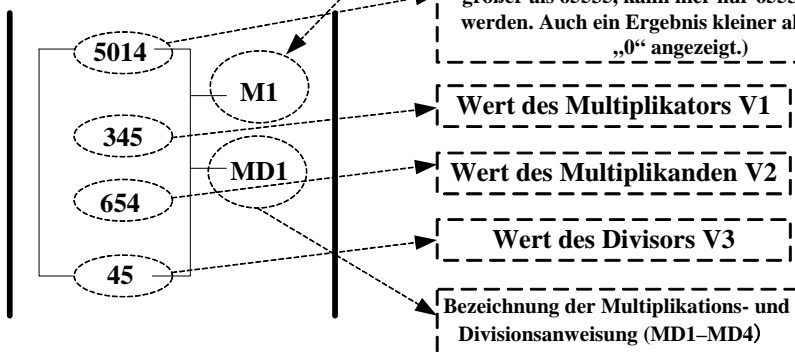 größer als 65535, kann hier nur
werden. Auch ein Ergebnis kleiner
„0“ angezeigt.)
5014
M1
345
MD1
654
45
Wert des Multiplikators V1
Wert des Multiplikanden V2
Wert des Divisors V3
Bezeichnung der Multiplikations- und
Divisionsanweisung (MD1–MD4)